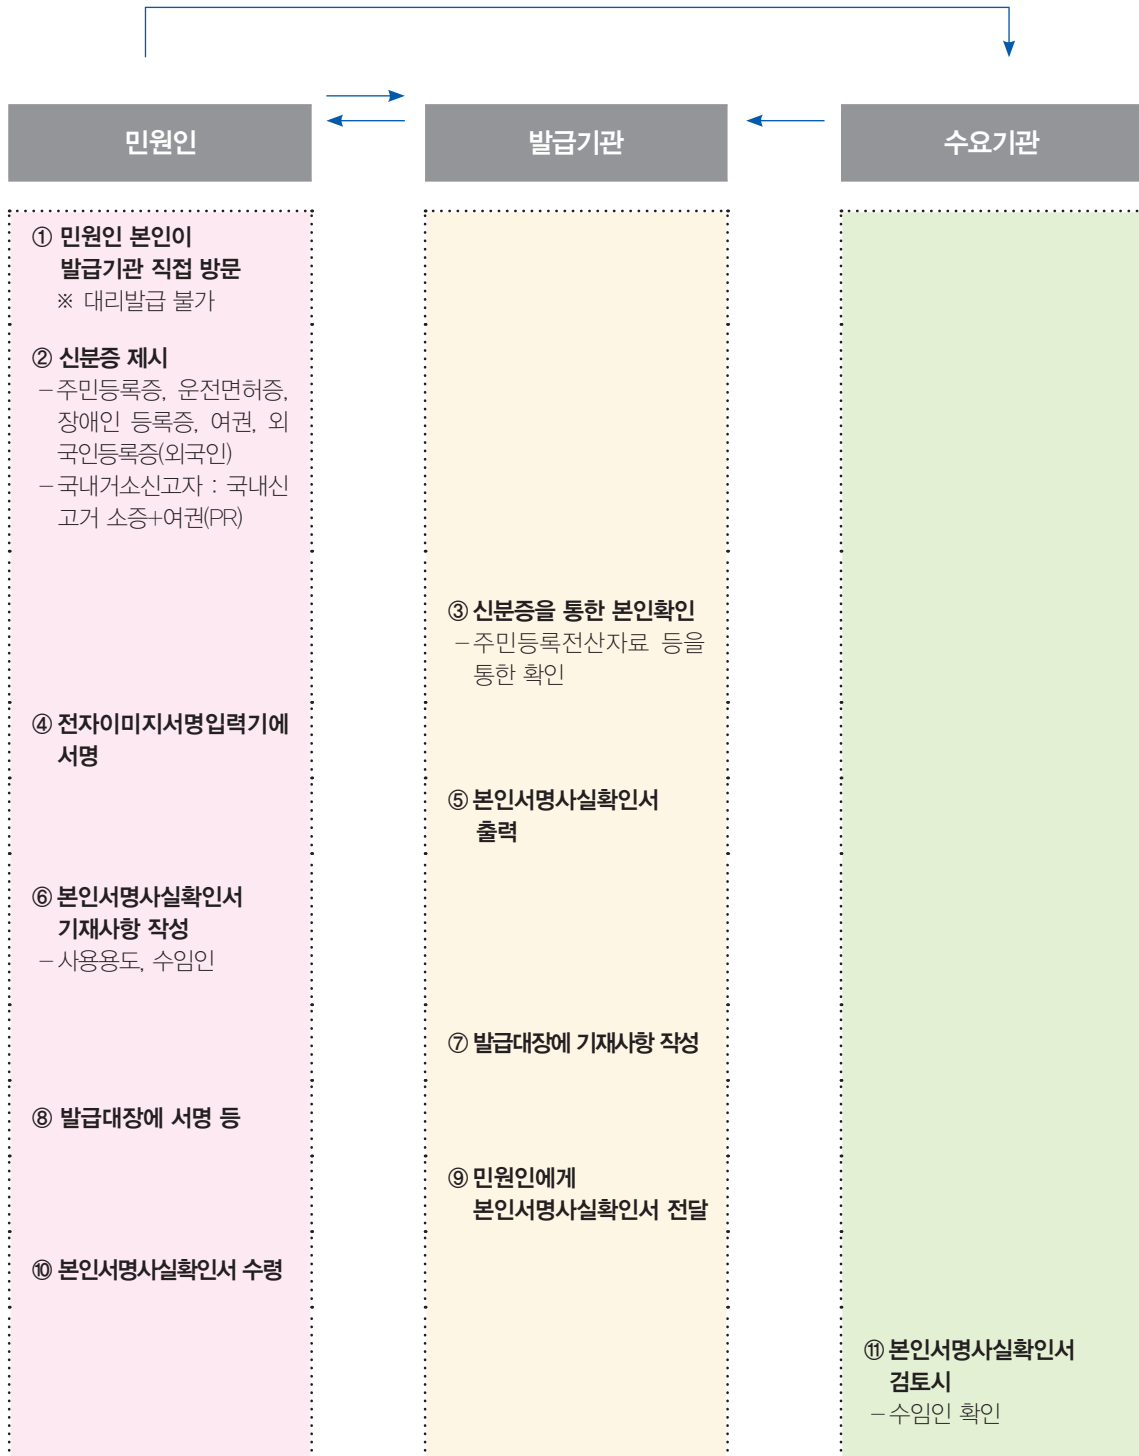 민원인
발급기관
수요기관
① 민원인 본인이
발급기관 직접 방문
※ 대리발급 불가
② 신분증 제시
– 주민등록증, 운전면허증,
장애인 등록증, 여권, 외
국인등록증(외국인)
– 국내거소신고자 : 국내신
고거 소증+여권(PR)
③ 신분증을 통한 본인확인
– 주민등록전산자료 등을
통한 확인
④ 전자이미지서명입력기에
서명
⑤ 본인서명사실확인서
출력
⑥ 본인서명사실확인서
기재사항 작성
– 사용용도, 수임인
⑦ 발급대장에 기재사항 작성
⑧ 발급대장에 서명 등
⑨ 민원인에게
본인서명사실확인서 전달
⑩ 본인서명사실확인서 수령
⑪ 본인서명사실확인서
검토시
– 수임인 확인